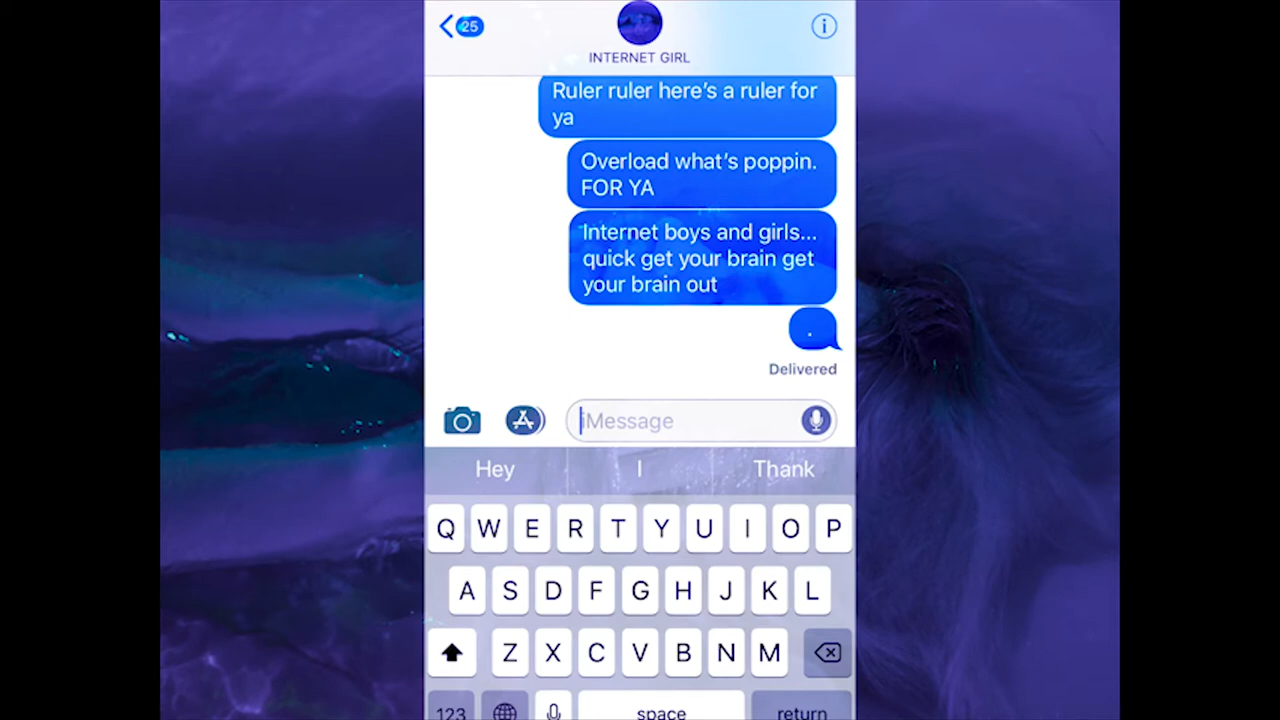 25
INTERNET GIRL
Ruler ruler here's a ruler for
ya
Overload what's poppin.
FOR YA
Internet boys and girls...
quick get your brain get
your brain out
.
Delivered
iMessage
Hey I Thank
Q W E R T Y U I O P
A S D F G H J K L
Z X C V B N M
123 space return